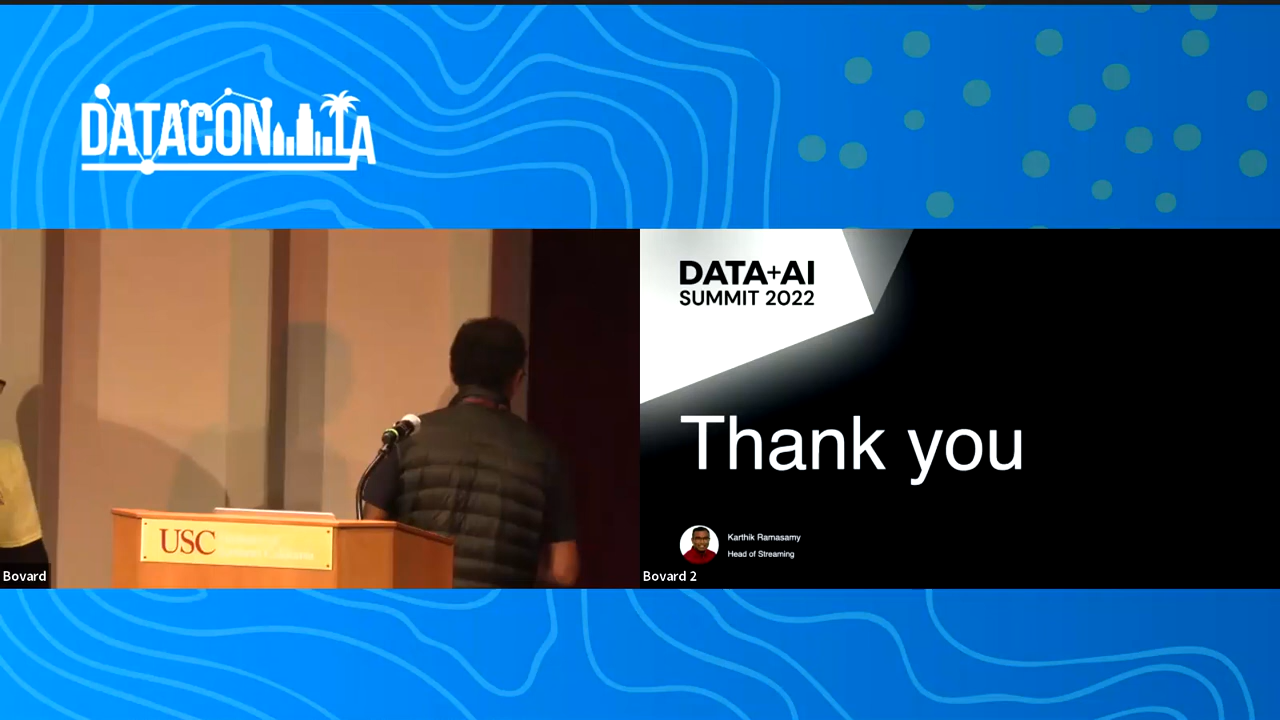 DATACON LA
USC
Bovard
DATA+AI
SUMMIT 2022
Thank you
Karthik Ramasamy
Head of Streaming
Bovard 2